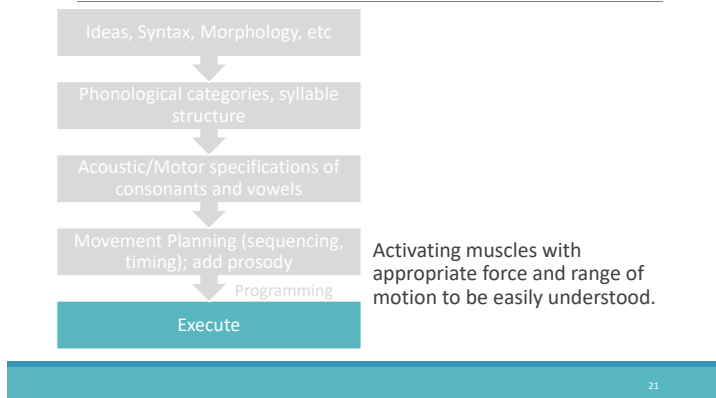 Ideas, Syntax, Morphology, etc
Phonological categories, syllable
structure
Acoustic/Motor specifications of
consonants and vowels
Movement Planning (sequencing,
timing); add prosody
Programming
Execute
Activating muscles with
appropriate force and range of
motion to be easily understood.
21